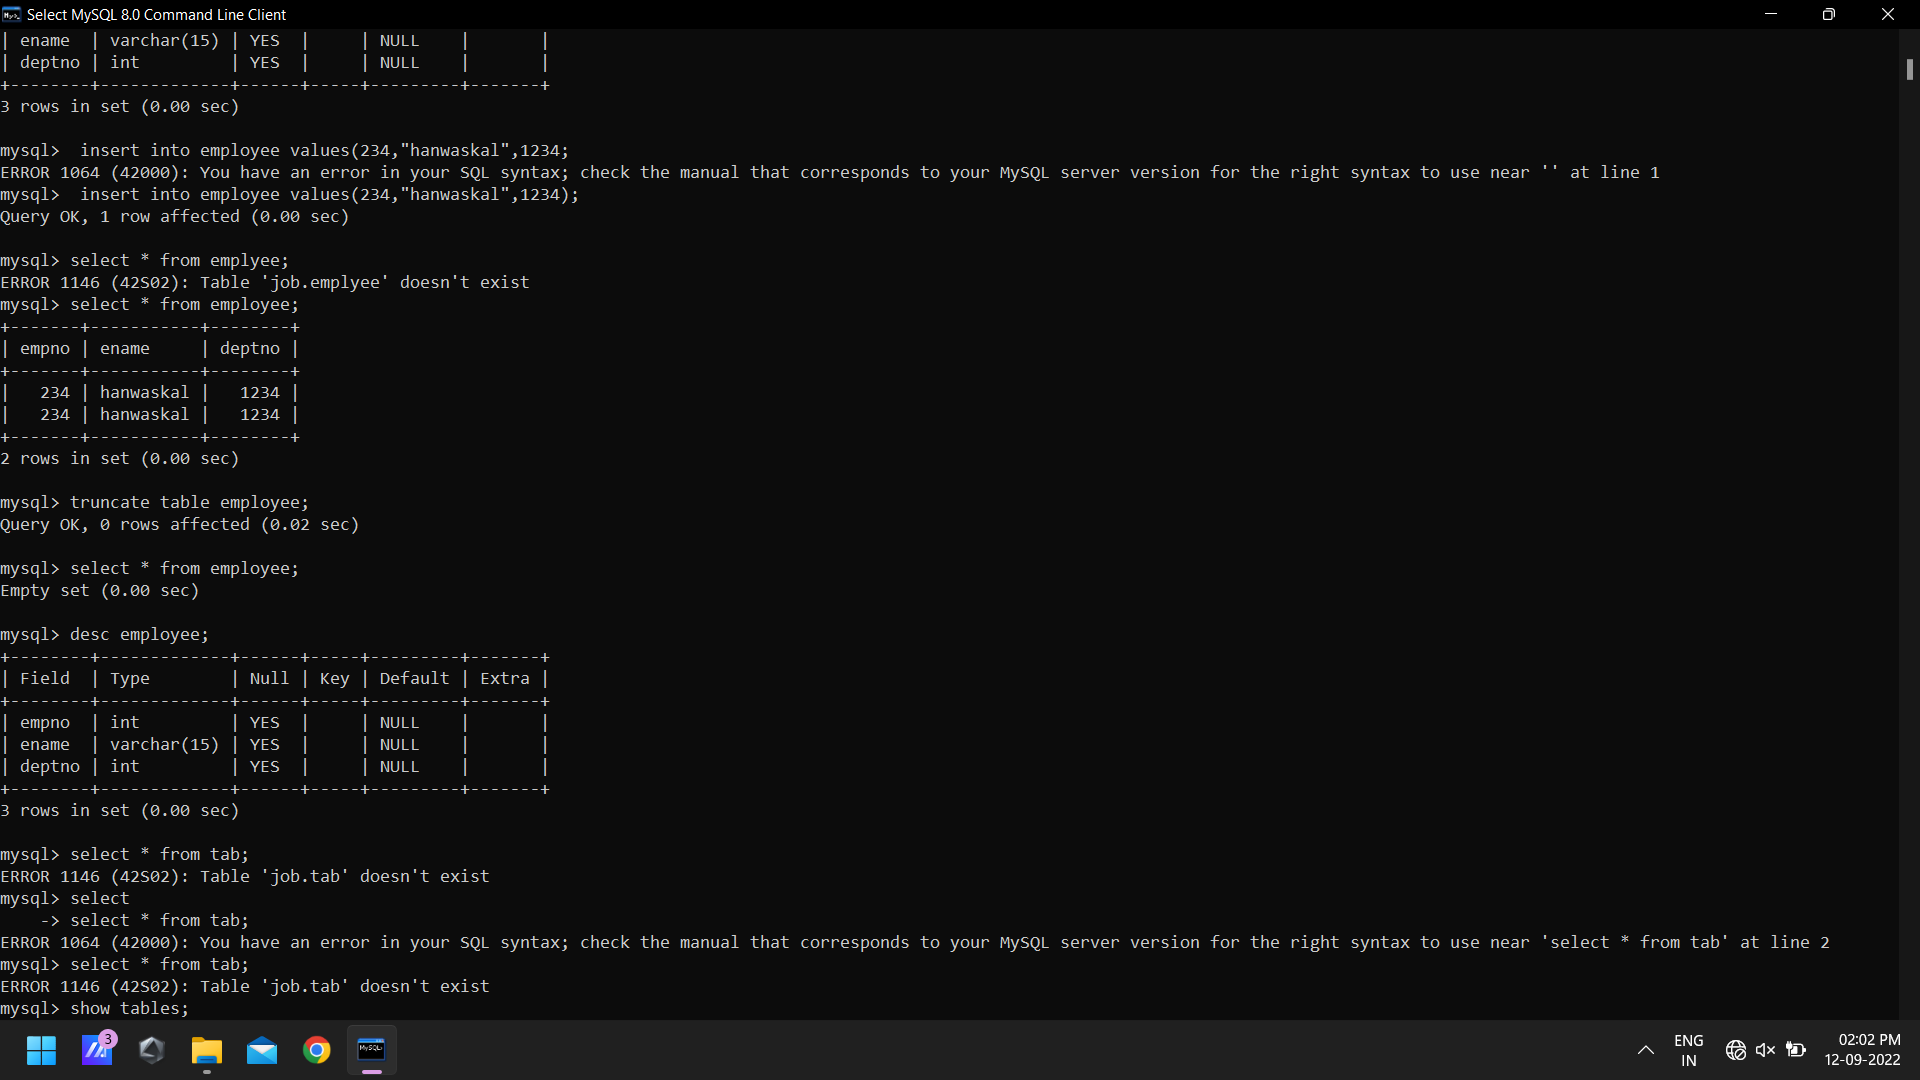 Select MySQL 8.0 Command Line Client
| ename  | varchar(15) | YES  |     | NULL    |       |
| deptno | int         | YES  |     | NULL    |       |
+--------+-------------+------+-----+---------+-------+
3 rows in set (0.00 sec)
mysql>  insert into employee values(234,"hanwaskal",1234;
ERROR 1064 (42000): You have an error in your SQL syntax; check the manual that corresponds to your MySQL server version for the right syntax to use near '' at line 1
mysql>  insert into employee values(234,"hanwaskal",1234);
Query OK, 1 row affected (0.00 sec)
mysql> select * from emplyee;
ERROR 1146 (42S02): Table 'job.emplyee' doesn't exist
mysql> select * from employee;
+-------+-----------+--------+
| empno | ename     | deptno |
+-------+-----------+--------+
|   234 | hanwaskal |   1234 |
|   234 | hanwaskal |   1234 |
+-------+-----------+--------+
2 rows in set (0.00 sec)
mysql> truncate table employee;
Query OK, 0 rows affected (0.02 sec)
mysql> select * from employee;
Empty set (0.00 sec)
mysql> desc employee;
+--------+-------------+------+-----+---------+-------+
| Field  | Type        | Null | Key | Default | Extra |
+--------+-------------+------+-----+---------+-------+
| empno  | int         | YES  |     | NULL    |       |
| ename  | varchar(15) | YES  |     | NULL    |       |
| deptno | int         | YES  |     | NULL    |       |
+--------+-------------+------+-----+---------+-------+
3 rows in set (0.00 sec)
mysql> select * from tab;
ERROR 1146 (42S02): Table 'job.tab' doesn't exist
mysql> select
    -> select * from tab;
ERROR 1064 (42000): You have an error in your SQL syntax; check the manual that corresponds to your MySQL server version for the right syntax to use near 'select * from tab' at line 2
mysql> select * from tab;
ERROR 1146 (42S02): Table 'job.tab' doesn't exist
mysql> show tables;
3
MySQL
ENG
IN
02:02 PM
12-09-2022